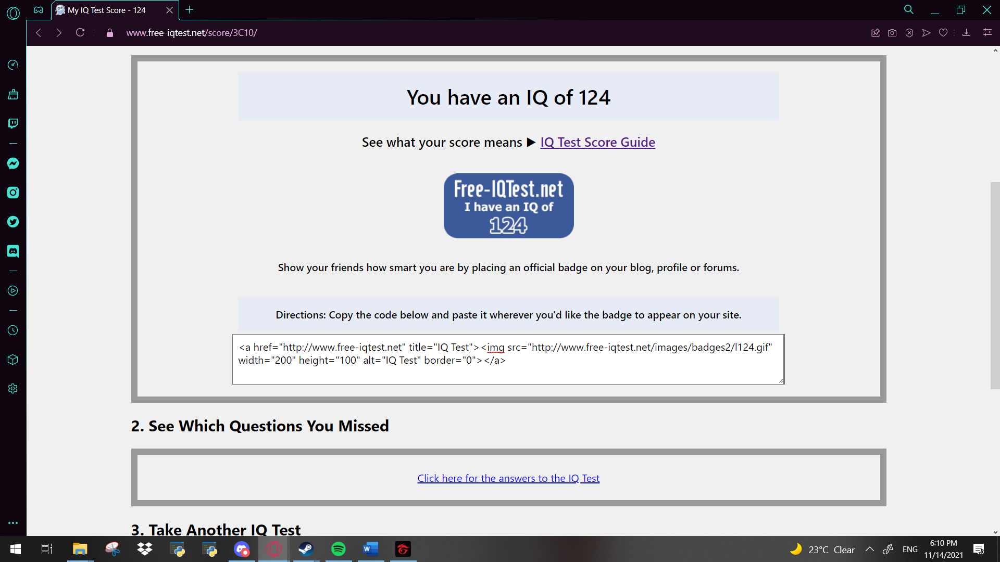 My IQ Test Score - 124
www.free-iqtest.net/score/3C10/
You have an IQ of 124
See what your score means ► IQ Test Score Guide
Free-IQTest.net
I have an IQ of
124
Show your friends how smart you are by placing an official badge on your blog, profile or forums.
Directions: Copy the code below and paste it wherever you'd like the badge to appear on your site.
<a href="http://www.free-iqtest.net" title="IQ Test"><img src="http://www.free-iqtest.net/images/badges2/l124.gif"
width="200" height="100" alt="IQ Test" border="0"></a>
2. See Which Questions You Missed
Click here for the answers to the IQ Test
3. Take Another IQ Test
23°C Clear
ENG
6:10 PM
11/14/2021